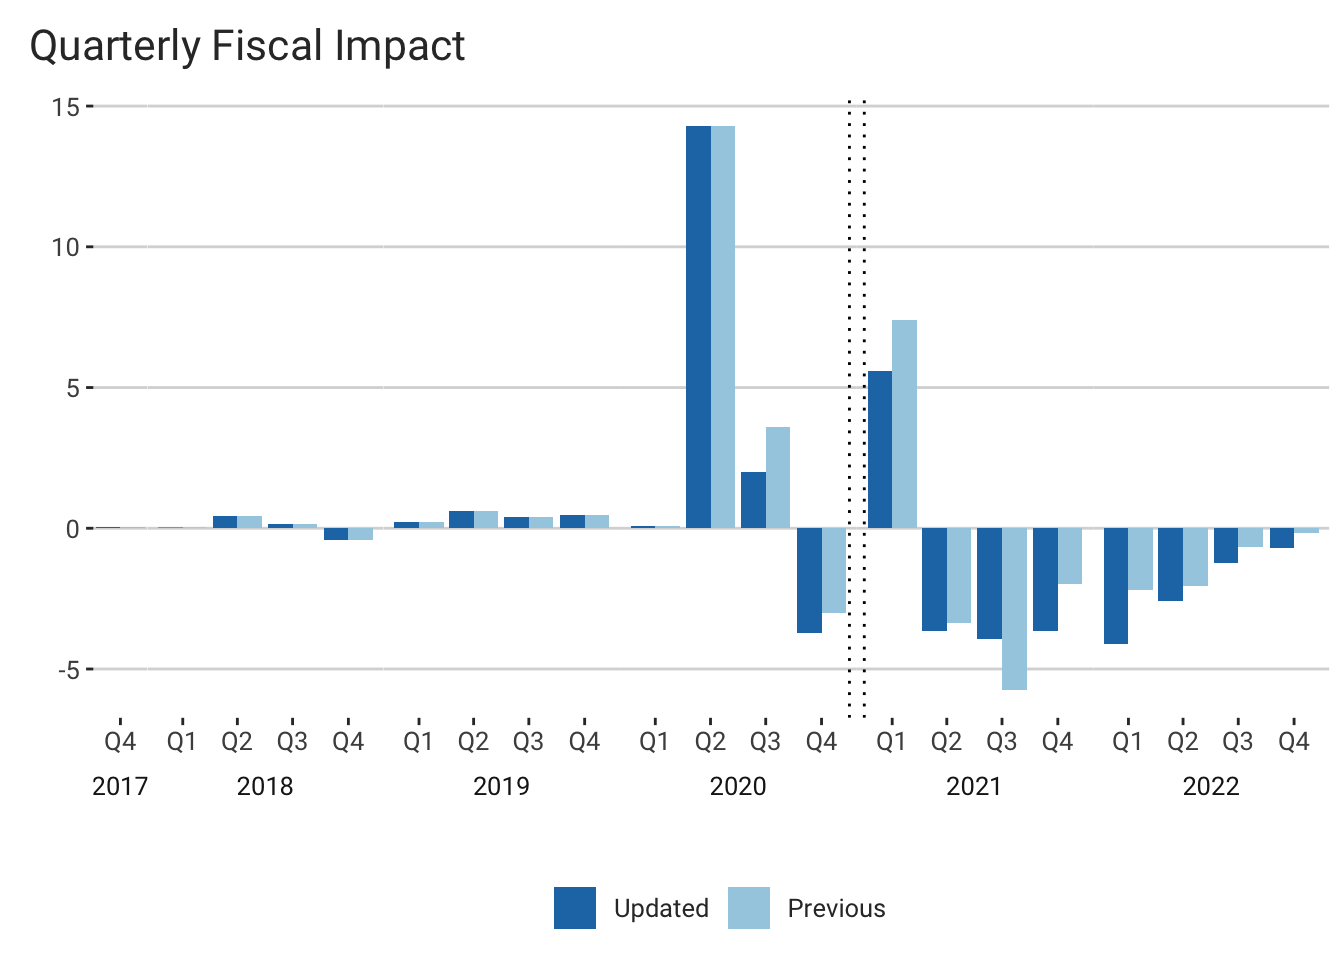 Quarterly Fiscal Impact
15
10
5
0
-5
Q4 Q1 Q2 Q3 Q4 Q1 Q2 Q3 Q4 Q1 Q2 Q3 Q4 Q1 Q2 Q3 Q4 Q1 Q2 Q3 Q4
2017 2018 2019 2020 2021 2022
Updated Previous